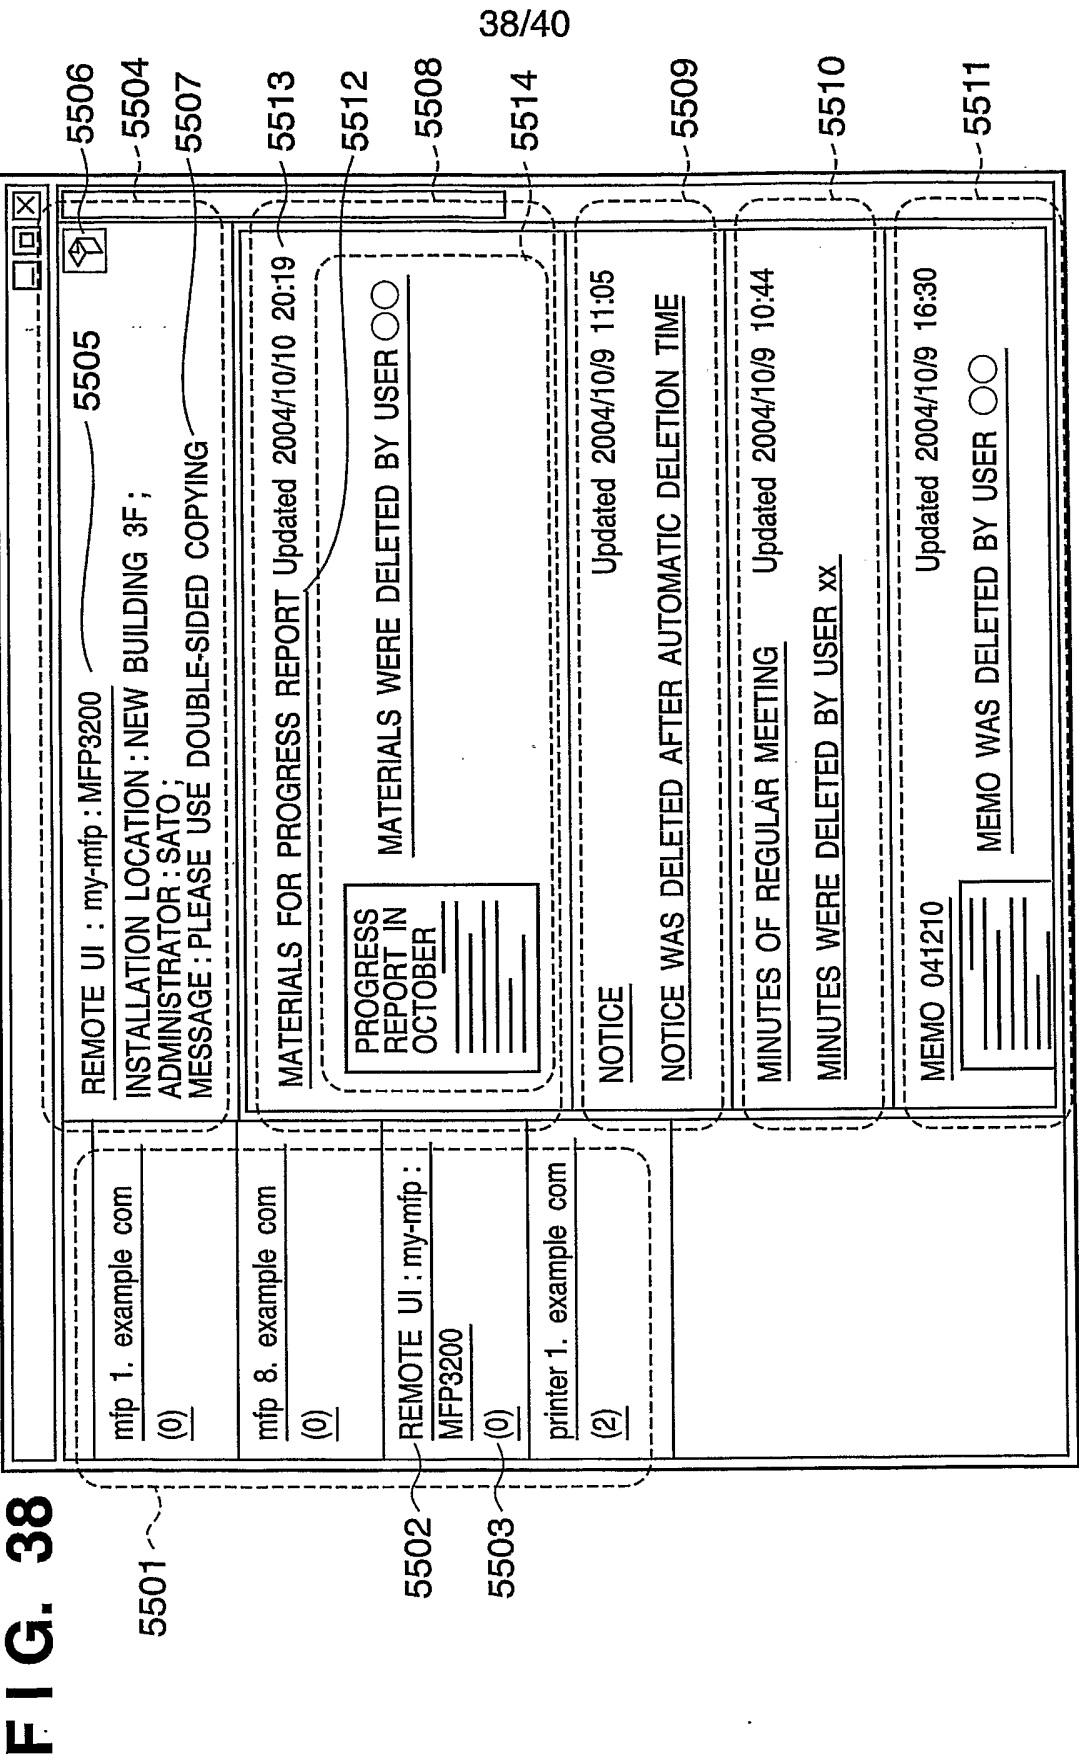 38/40
FIG. 38
5501
5502
5503
mfp 1. example com
(0)
mfp 8. example com
(0)
REMOTE UI : my-mfp :
MFP3200
(0)
printer 1. example com
(2)
REMOTE UI : my-mfp : MFP3200
INSTALLATION LOCATION : NEW BUILDING 3F ;
ADMINISTRATOR : SATO ;
MESSAGE : PLEASE USE DOUBLE-SIDED COPYING
5505
MATERIALS FOR PROGRESS REPORT Updated 2004/10/10 20:19
PROGRESS
REPORT IN
OCTOBER
MATERIALS WERE DELETED BY USER ○○
NOTICE Updated 2004/10/9 11:05
NOTICE WAS DELETED AFTER AUTOMATIC DELETION TIME
MINUTES OF REGULAR MEETING Updated 2004/10/9 10:44
MINUTES WERE DELETED BY USER xx
MEMO 041210 Updated 2004/10/9 16:30
MEMO WAS DELETED BY USER ○○
5506
5504
5507
5513
5512
5508
5514
5509
5510
5511